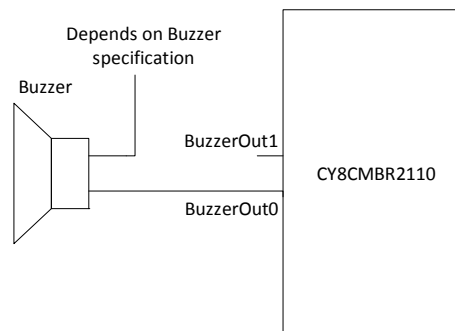 Depends on Buzzer
specification
Buzzer
BuzzerOut1
CY8CMBR2110
BuzzerOut0